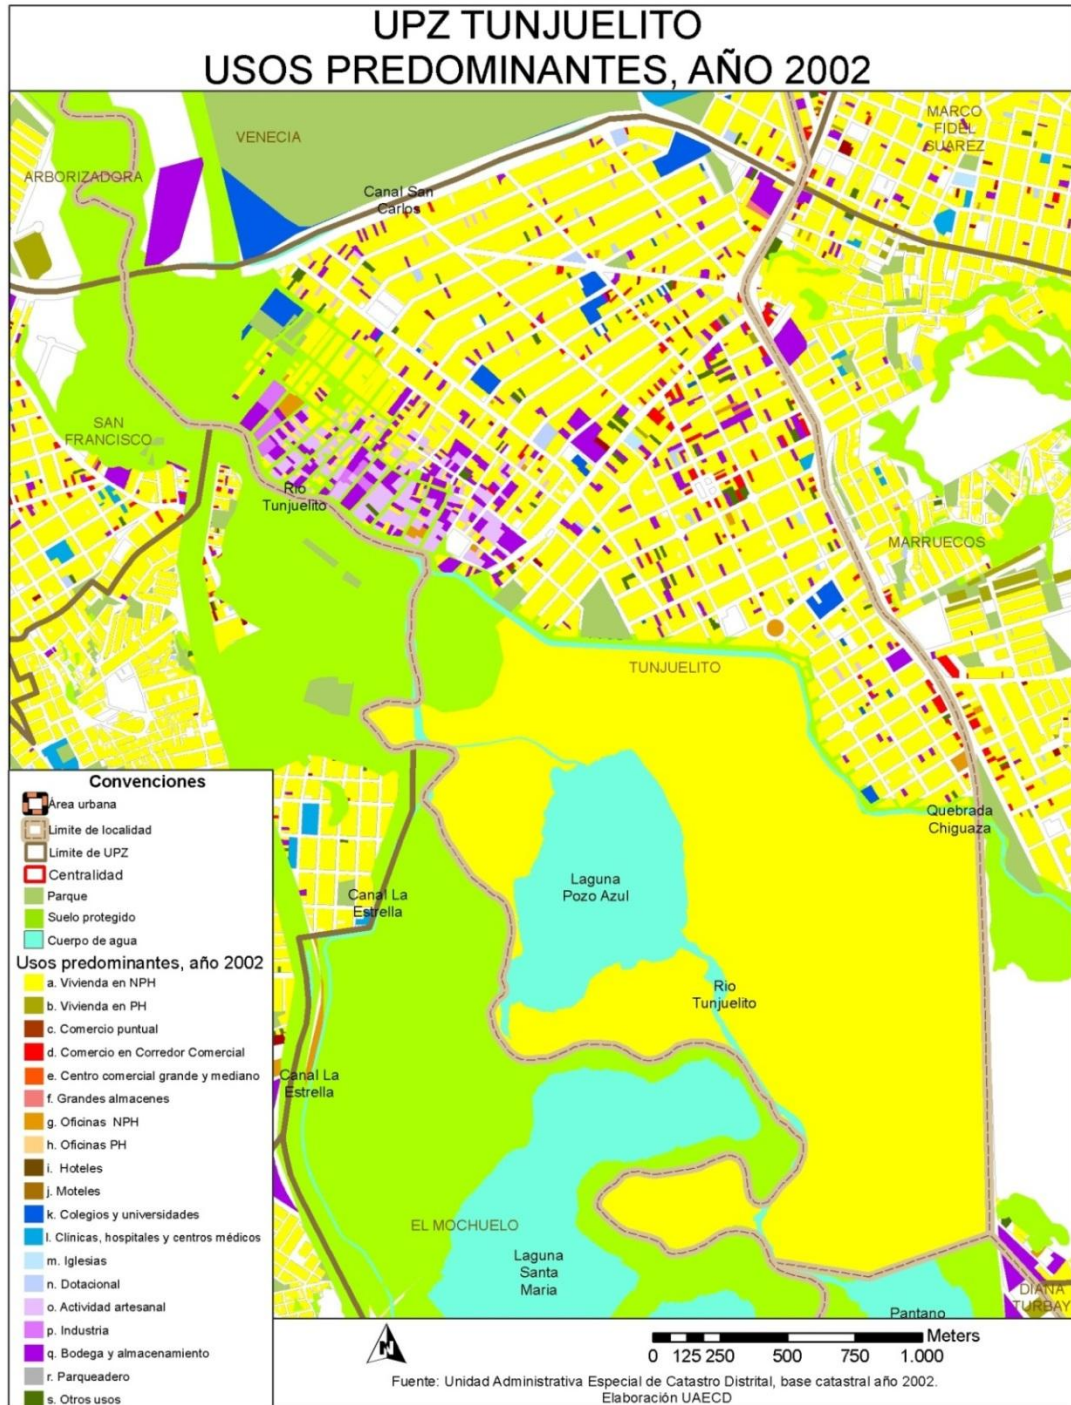 UPZ TUNJUELITO
USOS PREDOMINANTES, AÑO 2002
VENECIA
MARCO
FIDEL
SUAREZ
ARBORIZADORA
Canal San
Carlos
SAN
FRANCISCO
Rio
Tunjuelito
MARRUECOS
TUNJUELITO
Quebrada
Chiguaza
Laguna
Pozo Azul
Canal La
Estrella
Rio
Tunjuelito
Canal La
Estrella
EL MOCHUELO
Laguna
Santa
Maria
DIANA
TURBAY
Pantano
Convenciones
Área urbana
Limite de localidad
Limite de UPZ
Centralidad
Parque
Suelo protegido
Cuerpo de agua
Usos predominantes, año 2002
a. Vivienda en NPH
b. Vivienda en PH
c. Comercio puntual
d. Comercio en Corredor Comercial
e. Centro comercial grande y mediano
f. Grandes almacenes
g. Oficinas NPH
h. Oficinas PH
i. Hoteles
j. Moteles
k. Colegios y universidades
l. Clínicas, hospitales y centros médicos
m. Iglesias
n. Dotacional
o. Actividad artesanal
p. Industria
q. Bodega y almacenamiento
r. Parqueadero
s. Otros usos
N
Meters
0 125 250 500 750 1.000
Fuente: Unidad Administrativa Especial de Catastro Distrital, base catastral año 2002.
Elaboración UAECD